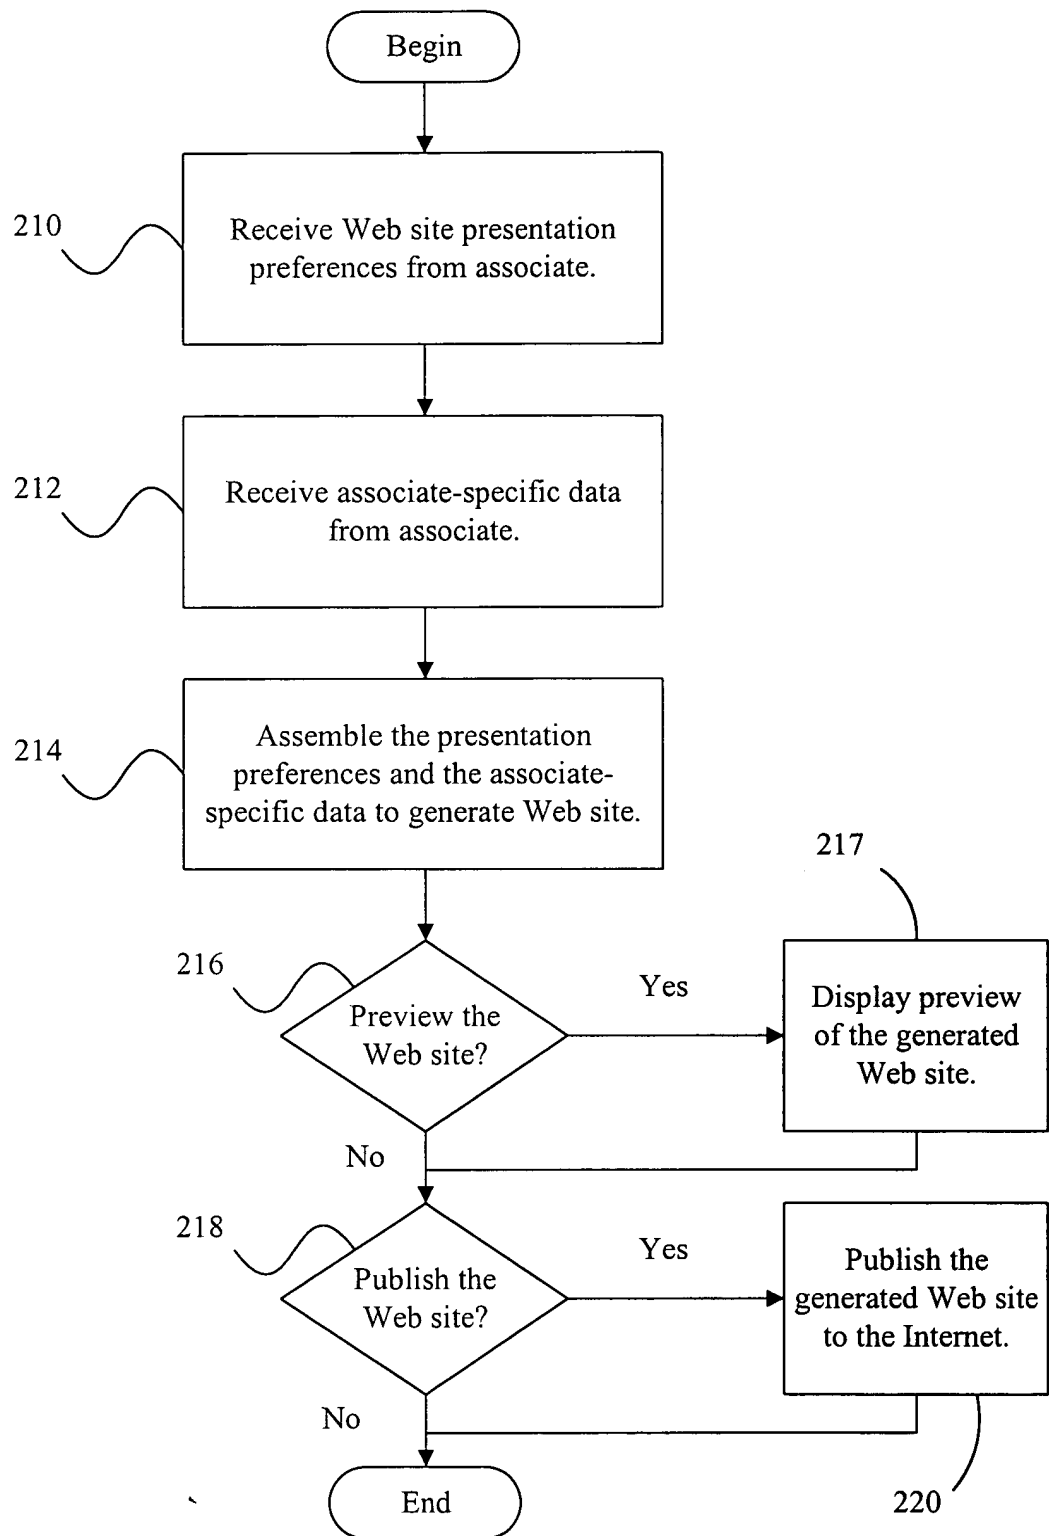 Begin
210
Receive Web site presentation
preferences from associate.
212
Receive associate-specific data
from associate.
214
Assemble the presentation
preferences and the associate-
specific data to generate Web site.
217
216
Preview the
Web site?
Yes
Display preview
of the generated
Web site.
No
218
Publish the
Web site?
Yes
Publish the
generated Web site
to the Internet.
No
End
220